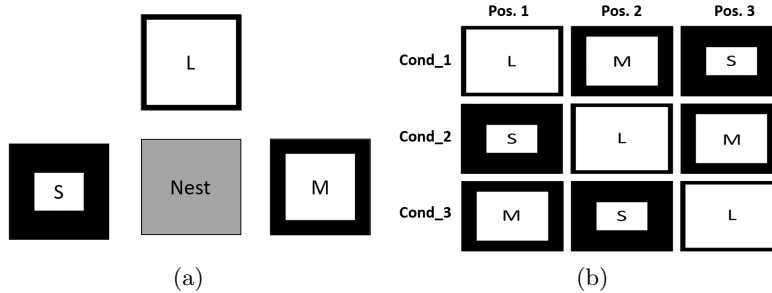 L
S
Nest
M
(a)
Pos. 1 Pos. 2 Pos. 3
Cond_1 L M S
Cond_2 S L M
Cond_3 M S L
(b)